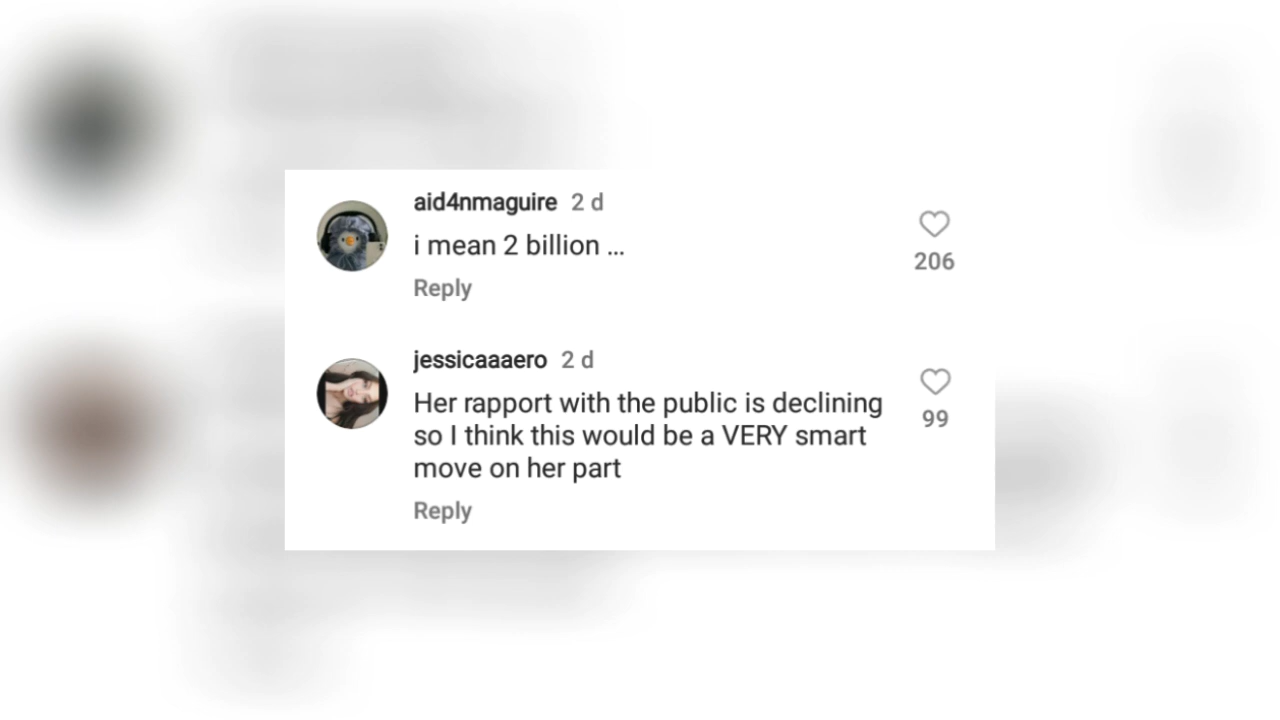 aid4nmaguire 2 d
i mean 2 billion ...
206
Reply
jessicaaaero 2 d
Her rapport with the public is declining
so I think this would be a VERY smart
move on her part
99
Reply